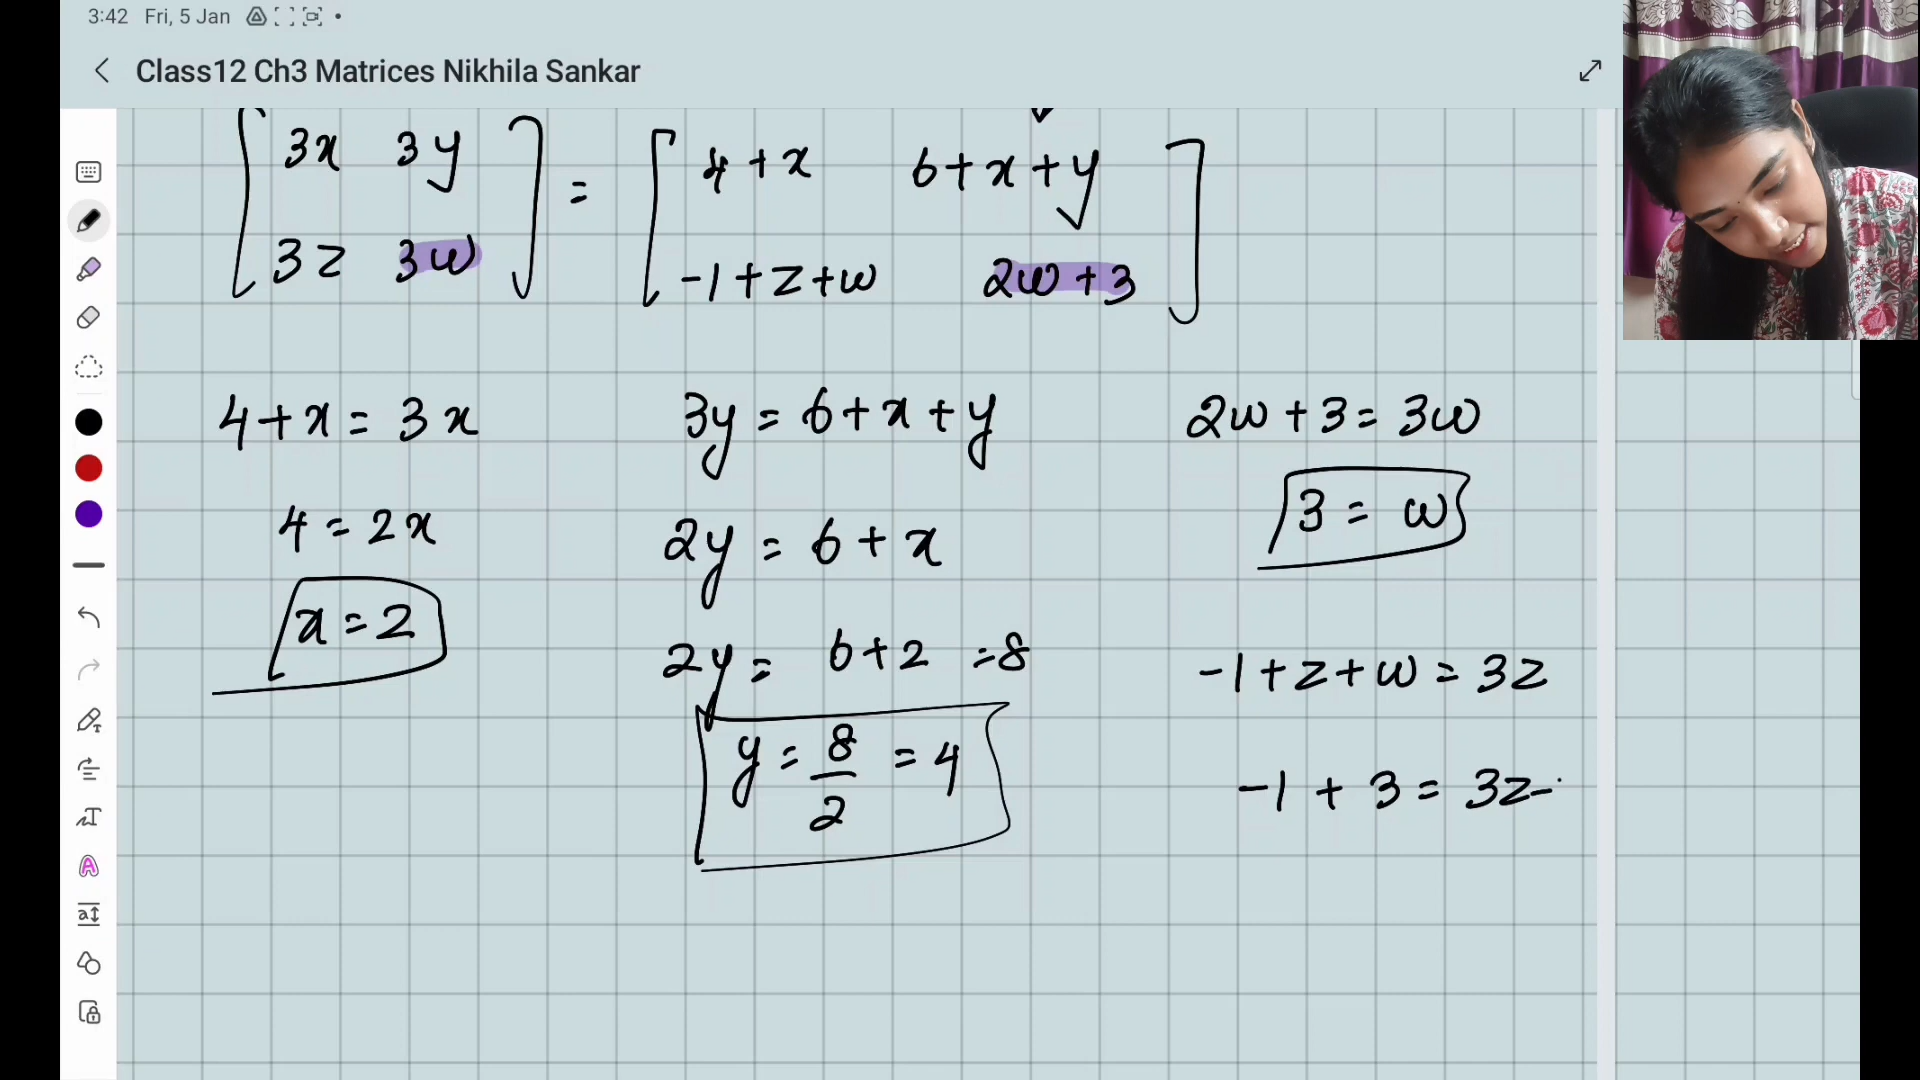 3:42 Fri, 5 Jan
Class12 Ch3 Matrices Nikhila Sankar
3x 3y = 4+x 6+x+y
3z 3w -1+z+w 2w+3
4+x = 3x
4 = 2x
x = 2
3y = 6+x+y
2y = 6+x
2y = 6+2 = 8
y = 8/2 = 4
2w+3 = 3w
3 = w
-1+z+w = 3z
-1+3 = 3z-